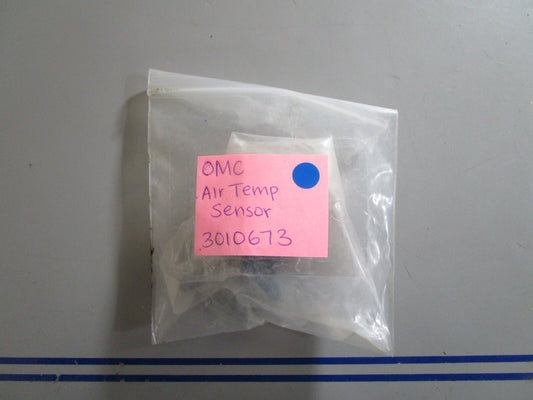 OMC
Air Temp
Sensor
3010673